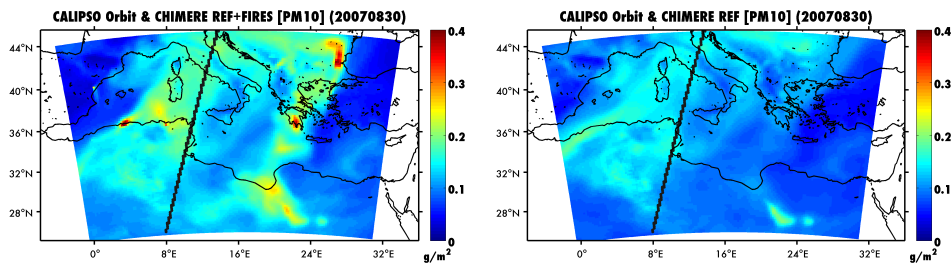 CALIPSO Orbit & CHIMERE REF+FIRES [PM10] (20070830)
44°N
40°N
36°N
32°N
28°N
0°
8°E
16°E
24°E
32°E
0.4
0.3
0.2
0.1
0
g/m²
CALIPSO Orbit & CHIMERE REF [PM10] (20070830)
44°N
40°N
36°N
32°N
28°N
0°
8°E
16°E
24°E
32°E
0.4
0.3
0.2
0.1
0
g/m²